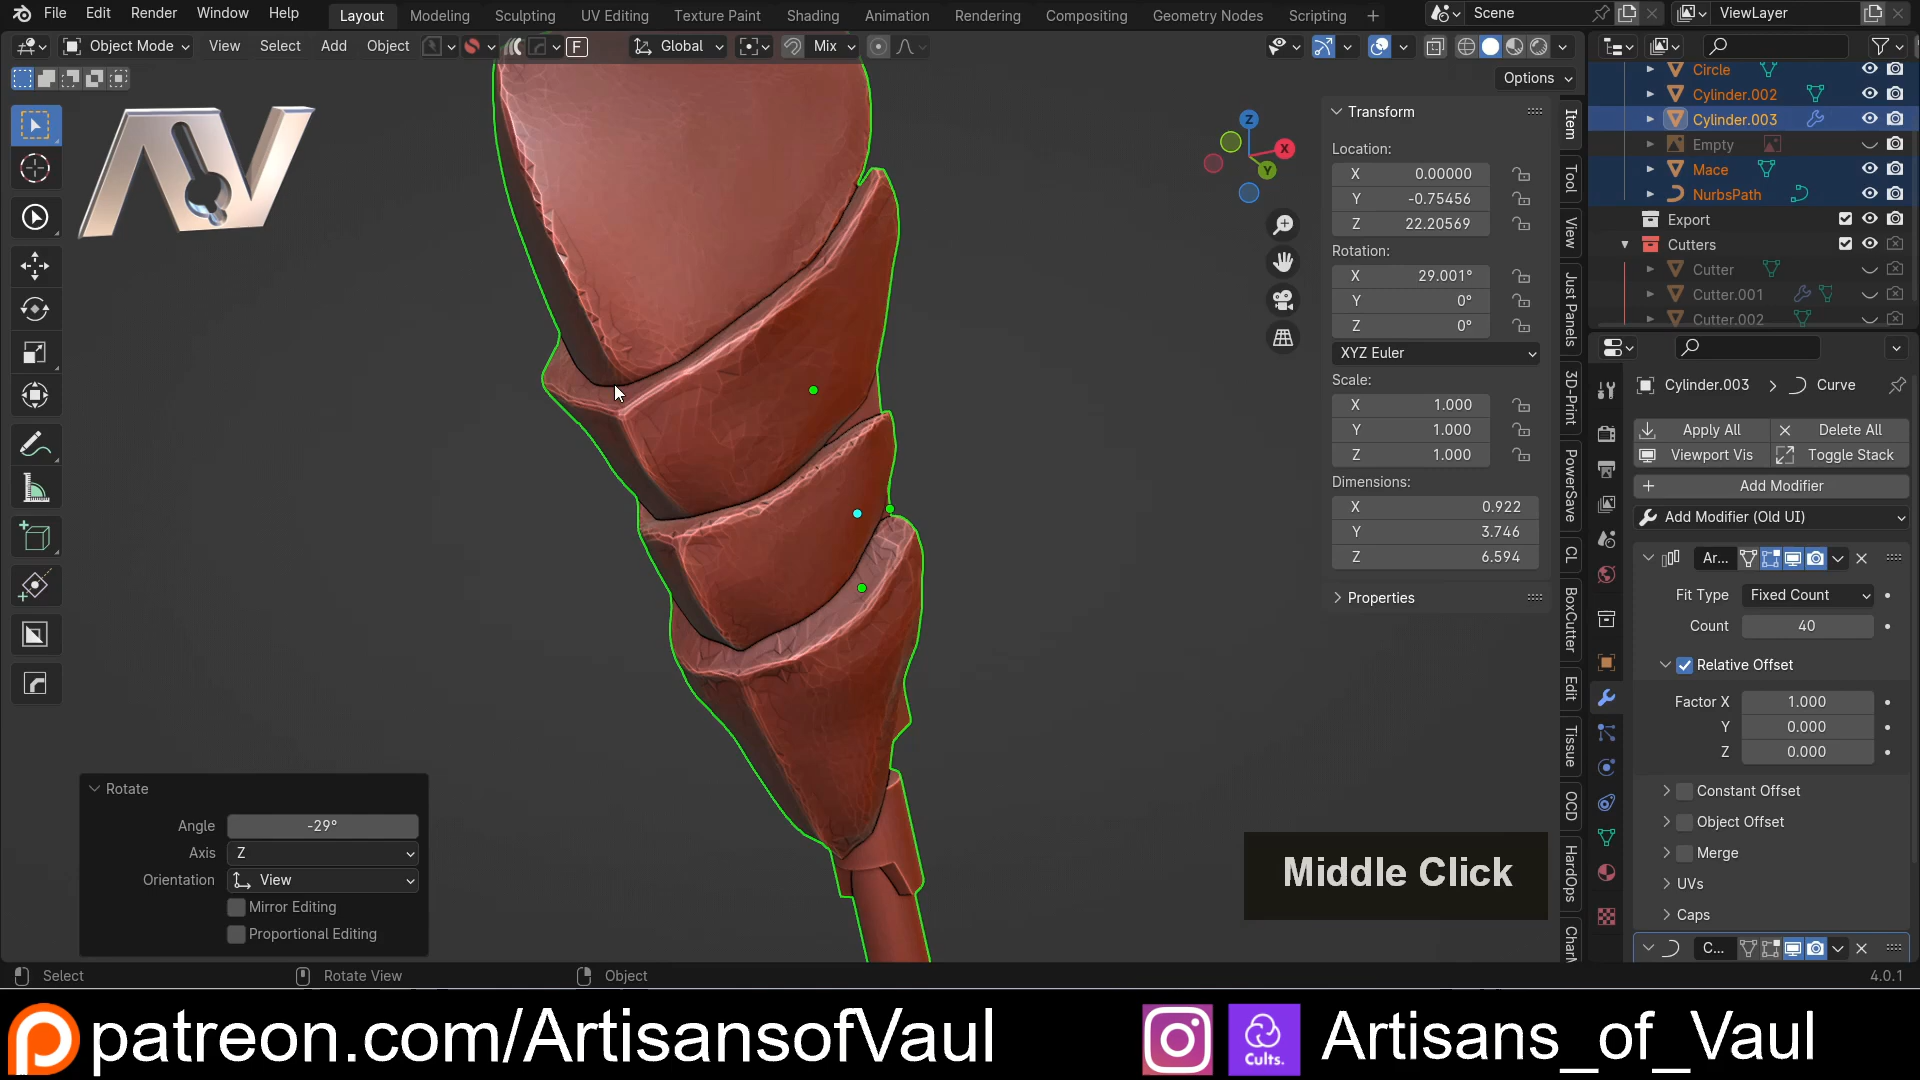 File Edit Render Window Help Layout Modeling Sculpting UV Editing Texture Paint Shading Animation Rendering Compositing Geometry Nodes Scripting + Scene ViewLayer
Object Mode View Select Add Object F Global Mix
Options
AV
Transform
Location:
X 0.00000
Y -0.75456
Z 22.20569
Rotation:
X 29.001°
Y 0°
Z 0°
XYZ Euler
Scale:
X 1.000
Y 1.000
Z 1.000
Dimensions:
X 0.922
Y 3.746
Z 6.594
Properties
Z
X
Y
Item
Tool
View
Just Panels
3D-Print
PowerSave
CL
BoxCutter
Edit
Tissue
OCD
HardOps
Circle
Cylinder.002
Cylinder.003
Empty
Mace
NurbsPath
Export
Cutters
Cutter
Cutter.001
Cutter.002
Cylinder.003 > Curve
Apply All Delete All
Viewport Vis Toggle Stack
Add Modifier
Add Modifier (Old UI)
Ar...
Fit Type Fixed Count
Count 40
Relative Offset
Factor X 1.000
Y 0.000
Z 0.000
Constant Offset
Object Offset
Merge
UVs
Caps
C...
Rotate
Angle -29°
Axis Z
Orientation View
Mirror Editing
Proportional Editing
Middle Click
Select Rotate View Object 4.0.1
patreon.com/ArtisansofVaul Cults. Artisans_of_Vaul